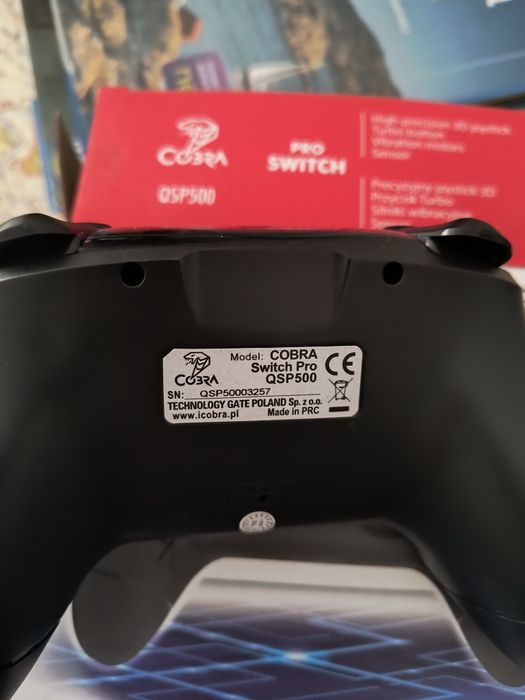 COBRA
QSP500
PRO
SWITCH
High precision 3D joystick
Turbo button
Vibration motors
Sensor
Precyzyjny joystick 3D
Przycisk Turbo
Silniki wibracyjne
COBRA
Model: COBRA
Switch Pro
QSP500
CE
SN: QSP50003257
TECHNOLOGY GATE POLAND Sp. z o.o.
www.icobra.pl Made in PRC